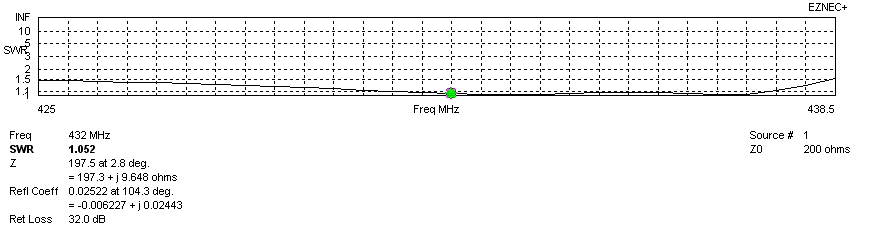 EZNEC+
INF
10
5
SWR
3
2
1.5
1.1
1
425
Freq MHz
438.5
Freq 432 MHz
Source # 1
SWR 1.052
Z0 200 ohms
Z 197.5 at 2.8 deg.
= 197.3 + j 9.648 ohms
Refl Coeff 0.02522 at 104.3 deg.
= -0.006227 + j 0.02443
Ret Loss 32.0 dB